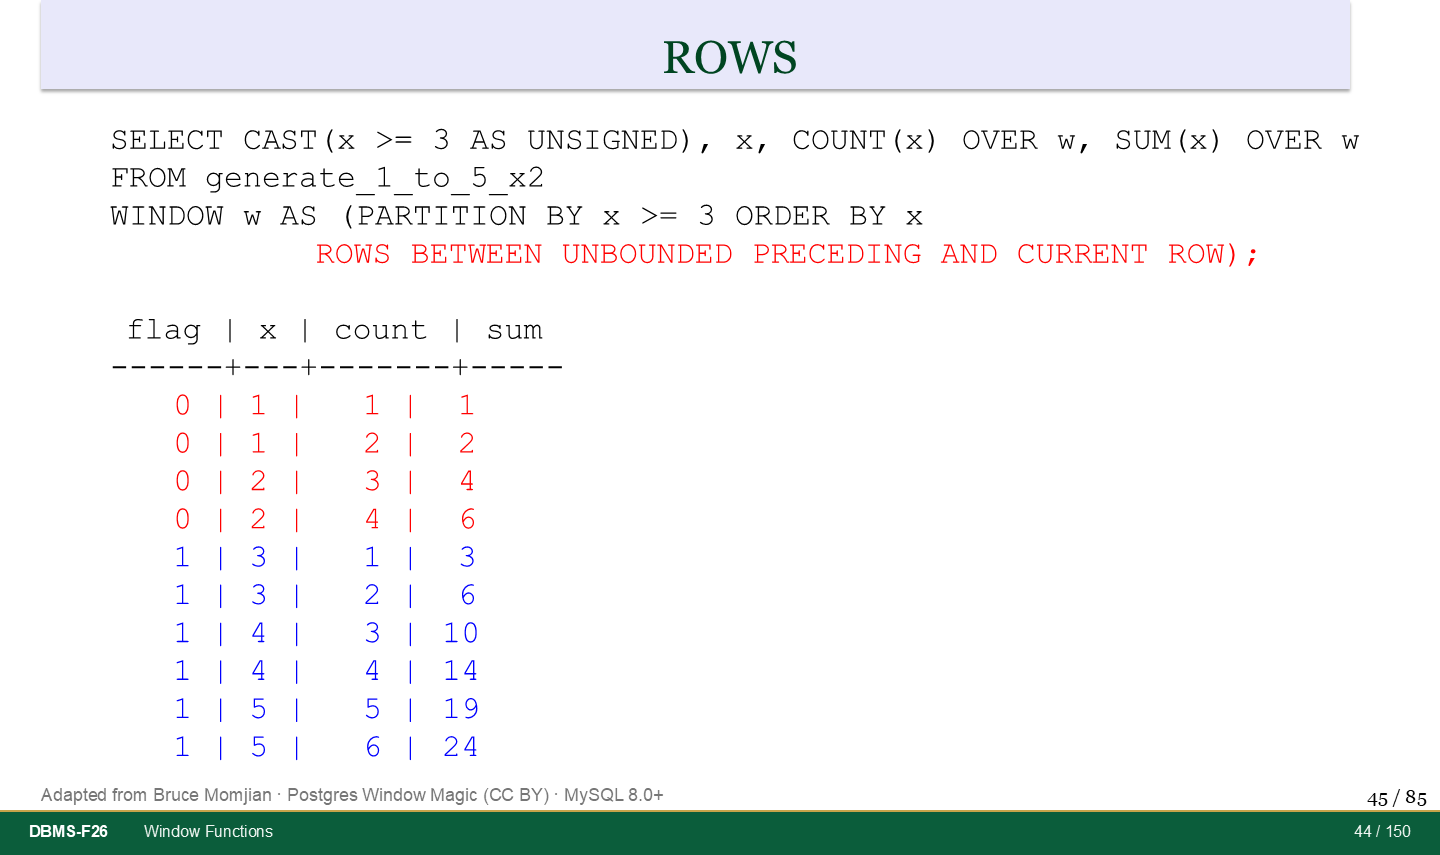 ROWS
SELECT CAST(x >= 3 AS UNSIGNED), x, COUNT(x) OVER w, SUM(x) OVER w
FROM generate_1_to_5_x2
WINDOW w AS (PARTITION BY x >= 3 ORDER BY x
ROWS BETWEEN UNBOUNDED PRECEDING AND CURRENT ROW);
flag | x | count | sum
------+---+-------+-----
0 | 1 | 1 | 1
0 | 1 | 2 | 2
0 | 2 | 3 | 4
0 | 2 | 4 | 6
1 | 3 | 1 | 3
1 | 3 | 2 | 6
1 | 4 | 3 | 10
1 | 4 | 4 | 14
1 | 5 | 5 | 19
1 | 5 | 6 | 24
Adapted from Bruce Momjian · Postgres Window Magic (CC BY) · MySQL 8.0+
45 / 85
DBMS-F26 Window Functions 44 / 150